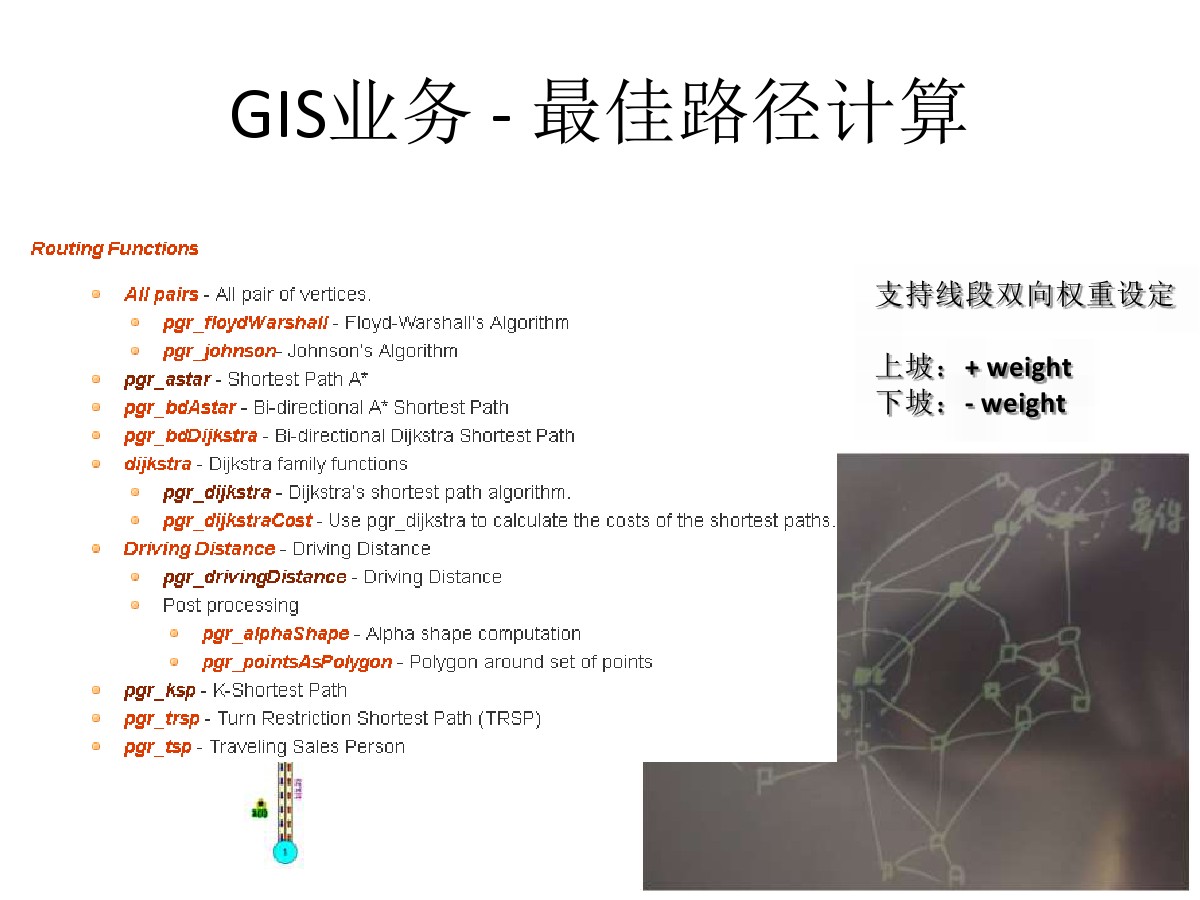 GIS业务 - 最佳路径计算
Routing Functions
All pairs - All pair of vertices.
pgr_floydWarshall - Floyd-Warshall's Algorithm
pgr_johnson- Johnson's Algorithm
pgr_astar - Shortest Path A*
pgr_bdAstar - Bi-directional A* Shortest Path
pgr_bdDijkstra - Bi-directional Dijkstra Shortest Path
dijkstra - Dijkstra family functions
pgr_dijkstra - Dijkstra's shortest path algorithm.
pgr_dijkstraCost - Use pgr_dijkstra to calculate the costs of the shortest paths.
Driving Distance - Driving Distance
pgr_drivingDistance - Driving Distance
Post processing
pgr_alphaShape - Alpha shape computation
pgr_pointsAsPolygon - Polygon around set of points
pgr_ksp - K-Shortest Path
pgr_trsp - Turn Restriction Shortest Path (TRSP)
pgr_tsp - Traveling Sales Person
支持线段双向权重设定
上坡：+ weight
下坡：- weight
1
P
A